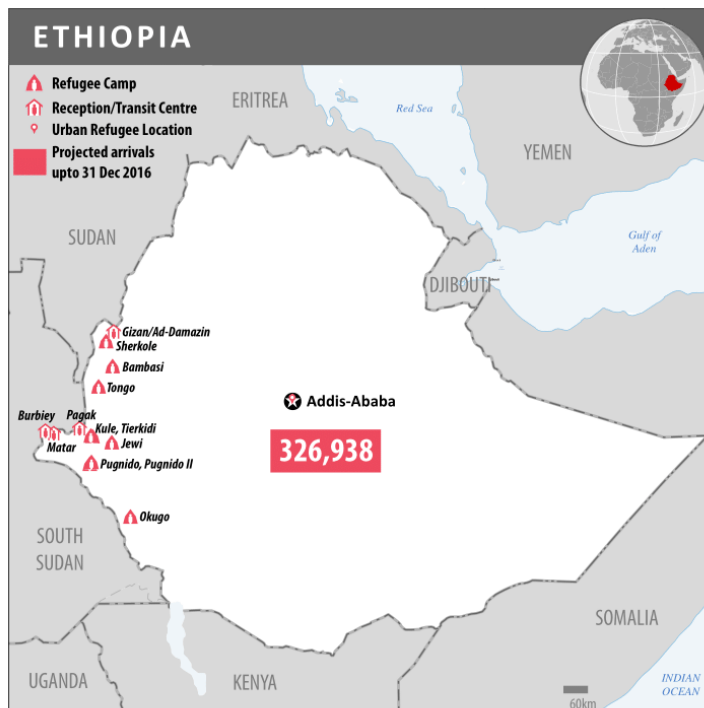 ETHIOPIA
Refugee Camp
Reception/Transit Centre
Urban Refugee Location
Projected arrivals
upto 31 Dec 2016
ERITREA
Red Sea
YEMEN
SUDAN
Gulf of
Aden
DJIBOUTI
Gizan/Ad-Damazin
Sherkole
Bambasi
Tongo
Addis-Ababa
Burbiey
Pagak
Kule, Tierkidi
Matar
Jewi
326,938
Pugnido, Pugnido II
Okugo
SOUTH
SUDAN
SOMALIA
UGANDA
KENYA
INDIAN
OCEAN
60km